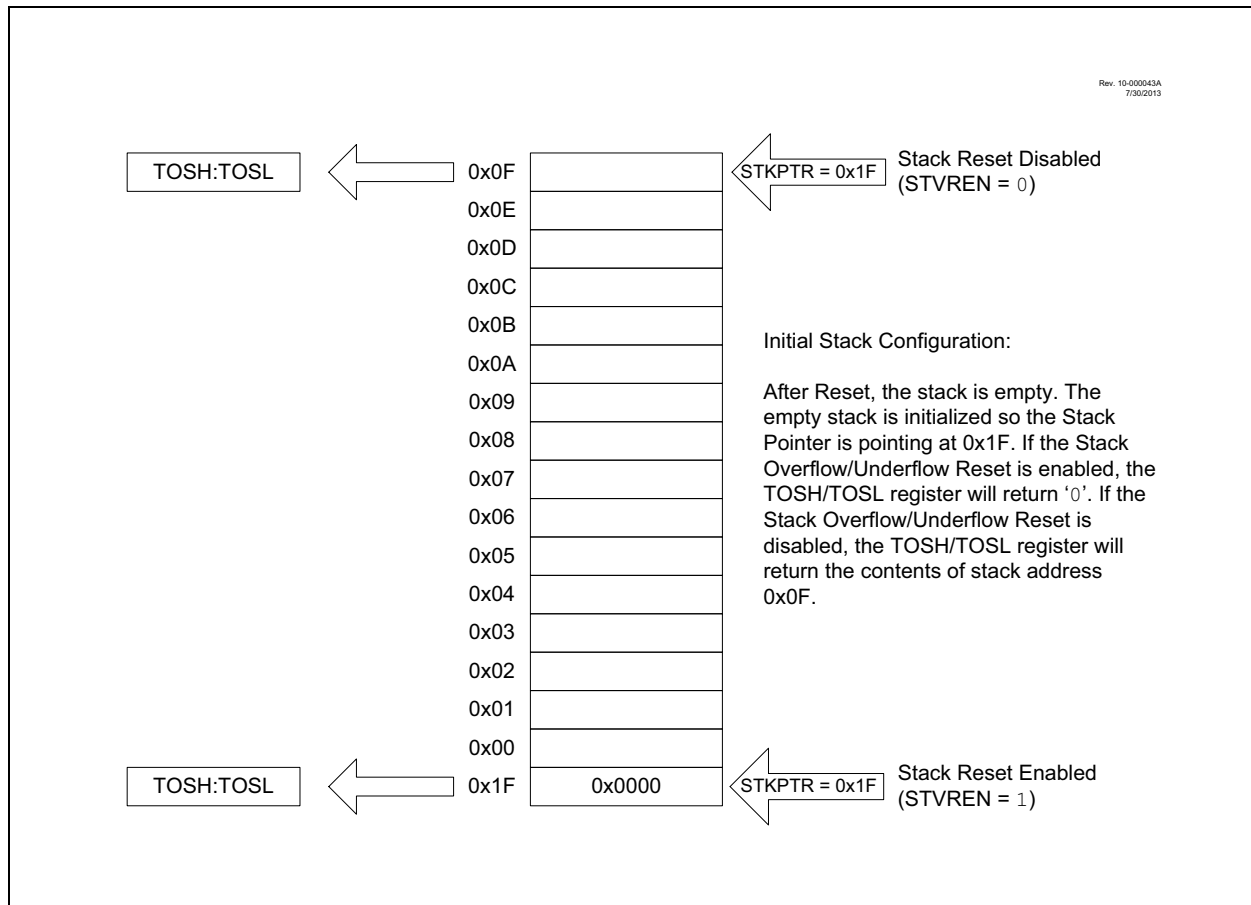 Rev. 10-000043A
7/30/2013
TOSH:TOSL
0x0F
STKPTR = 0x1F
Stack Reset Disabled
(STVREN = 0)
0x0E
0x0D
0x0C
0x0B
0x0A
0x09
0x08
0x07
0x06
0x05
0x04
0x03
0x02
0x01
0x00
Initial Stack Configuration:
After Reset, the stack is empty. The
empty stack is initialized so the Stack
Pointer is pointing at 0x1F. If the Stack
Overflow/Underflow Reset is enabled, the
TOSH/TOSL register will return ‘0’. If the
Stack Overflow/Underflow Reset is
disabled, the TOSH/TOSL register will
return the contents of stack address
0x0F.
TOSH:TOSL
0x1F
0x0000
STKPTR = 0x1F
Stack Reset Enabled
(STVREN = 1)